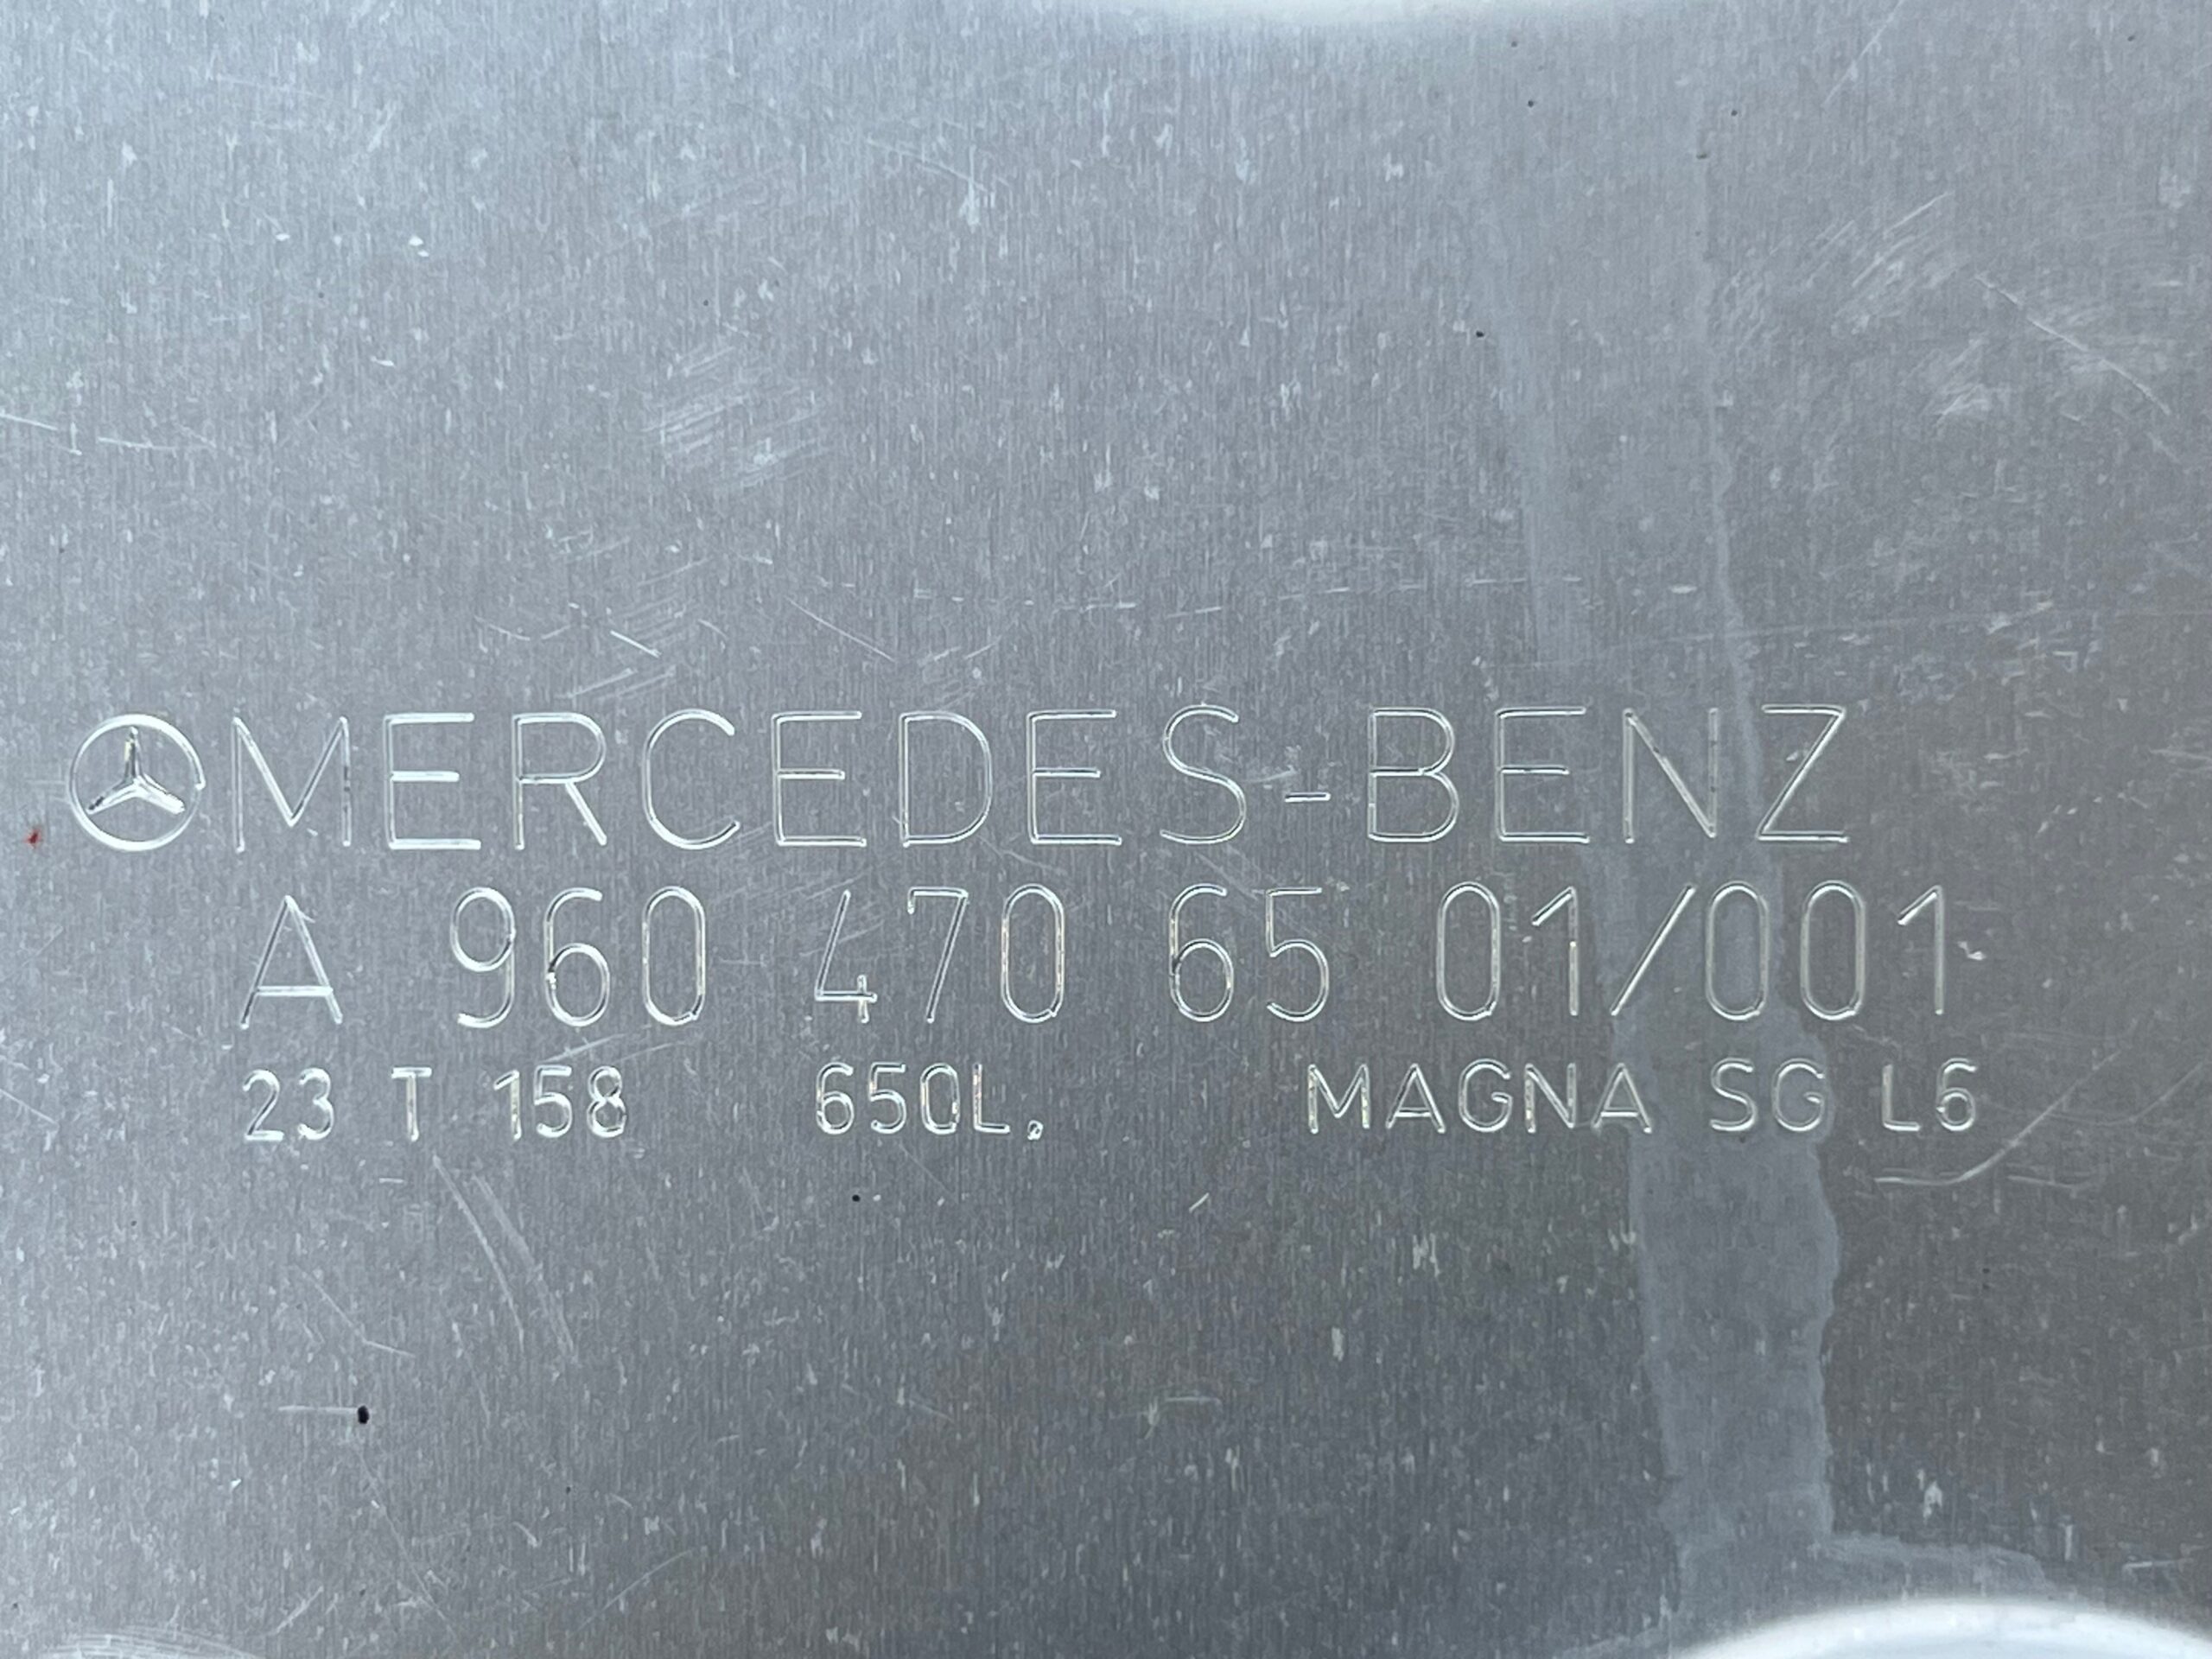 MERCEDES-BENZ
A 960 470 65 01/001
23 T 158 650L. MAGNA SG L6